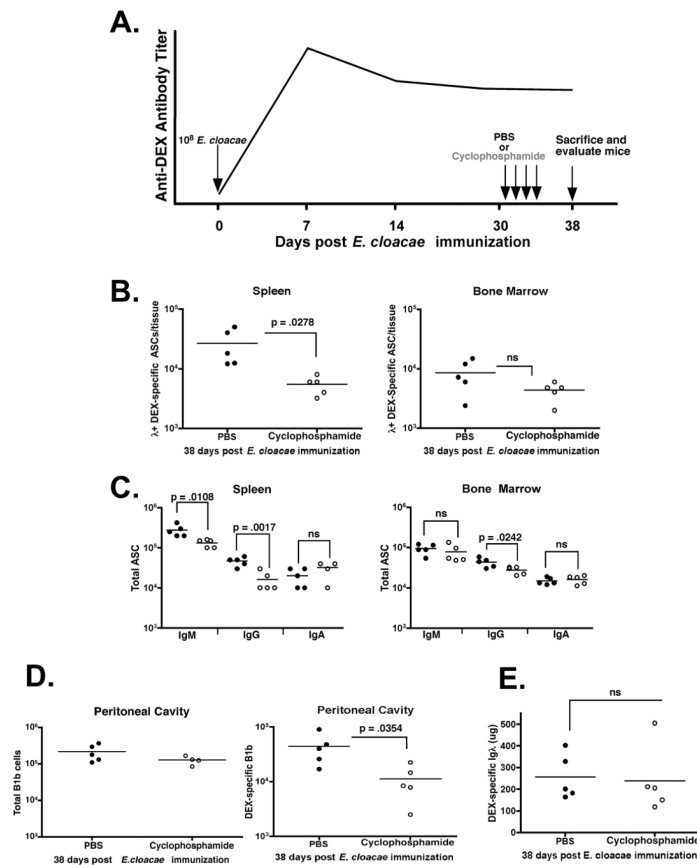 A.
Anti-DEX Antibody Titer
10⁸ E. cloacae
PBS
or
Cyclophosphamide
Sacrifice and
evaluate mice
0 7 14 30 38
Days post E. cloacae immunization
B.
Spleen
λ+ DEX-specific ASCs/tissue
10⁵
10⁴
10³
p = .0278
PBS Cyclophosphamide
38 days post E. cloacae immunization
Bone Marrow
λ+ DEX-Specific ASC/tissue
10⁵
10⁴
10³
ns
PBS Cyclophosphamide
38 days post E. cloacae immunization
C.
Spleen
Total ASC
10⁶
10⁵
10⁴
10³
p = .0108
p = .0017
ns
IgM IgG IgA
Bone Marrow
Total ASC
10⁶
10⁵
10⁴
10³
ns
p = .0242
ns
IgM IgG IgA
D.
Peritoneal Cavity
Total B1b cells
10⁶
10⁵
10⁴
10³
PBS Cyclophosphamide
38 days post E.cloacae immunization
Peritoneal Cavity
DEX-specific B1b
10⁵
10⁴
10³
p = .0354
PBS Cyclophosphamide
38 days post E. cloacae immunization
E.
DEX-specific Igλ (ug)
500
400
300
200
100
0
ns
PBS Cyclophosphamide
38 days post E. cloacae immunization